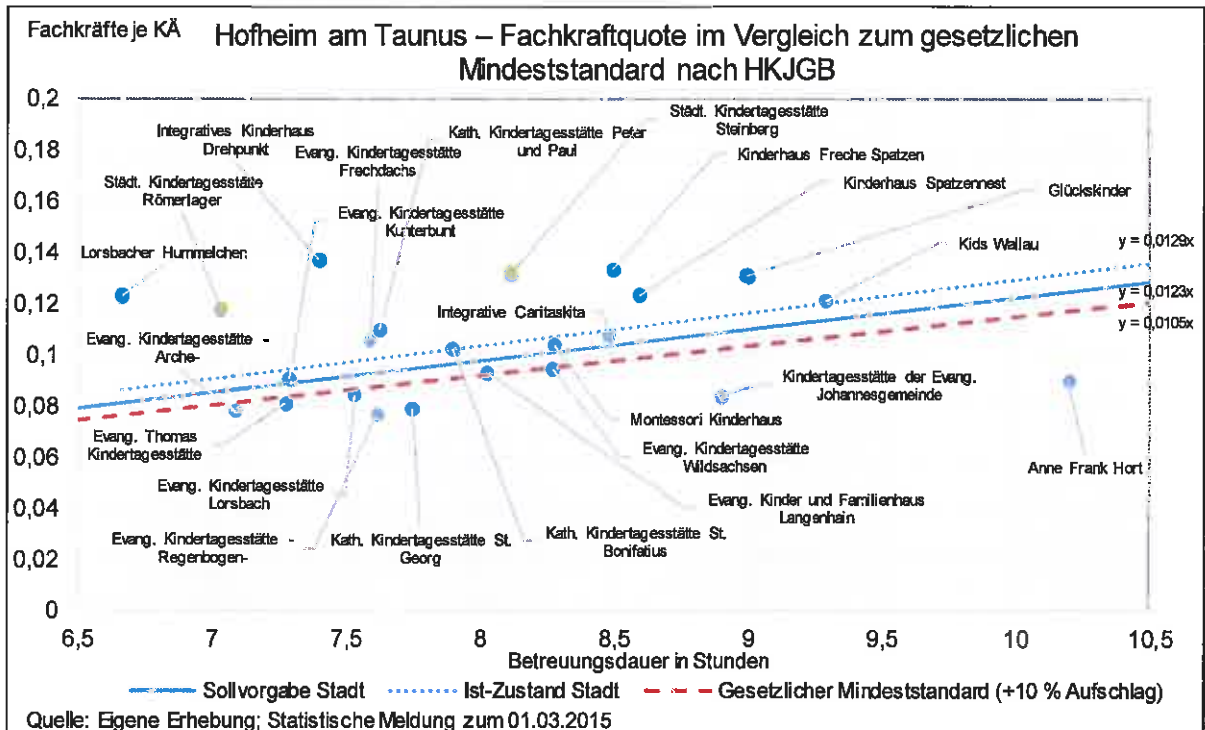 Fachkräfte je KÄ
Hofheim am Taunus – Fachkraftquote im Vergleich zum gesetzlichen
Mindeststandard nach HKJGB
0,2
0,18
0,16
0,14
0,12
0,1
0,08
0,06
0,04
0,02
0
Integratives Kinderhaus
Drehpunkt
Evang. Kindertagesstätte
Frechdachs
Kath. Kindertagesstätte Peter
und Paul
Städt. Kindertagesstätte
Steinberg
Kinderhaus Freche Spatzen
Städt. Kindertagesstätte
Römerlager
Evang. Kindertagesstätte
Kunterbunt
Kinderhaus Spatzennest
Glückskinder
Lorsbacher Hummelchen
Kids Wallau
y = 0,0129x
y = 0,0123x
y = 0,0105x
Integrative Caritaskita
Evang. Kindertagesstätte
Arche
Kindertagesstätte der Evang.
Johannesgemeinde
Montessori Kinderhaus
Evang. Thomas
Kindertagesstätte
Evang. Kindertagesstätte
Wildsachsen
Anne Frank Hort
Evang. Kindertagesstätte
Lorsbach
Evang. Kinder und Familienhaus
Langenhain
Evang. Kindertagesstätte
Regenbogen
Kath. Kindertagesstätte St.
Georg
Kath. Kindertagesstätte St.
Bonifatius
6,5 7 7,5 8 8,5 9 9,5 10 10,5
Betreuungsdauer in Stunden
Sollvorgabe Stadt Ist-Zustand Stadt Gesetzlicher Mindeststandard (+10 % Aufschlag)
Quelle: Eigene Erhebung; Statistische Meldung zum 01.03.2015